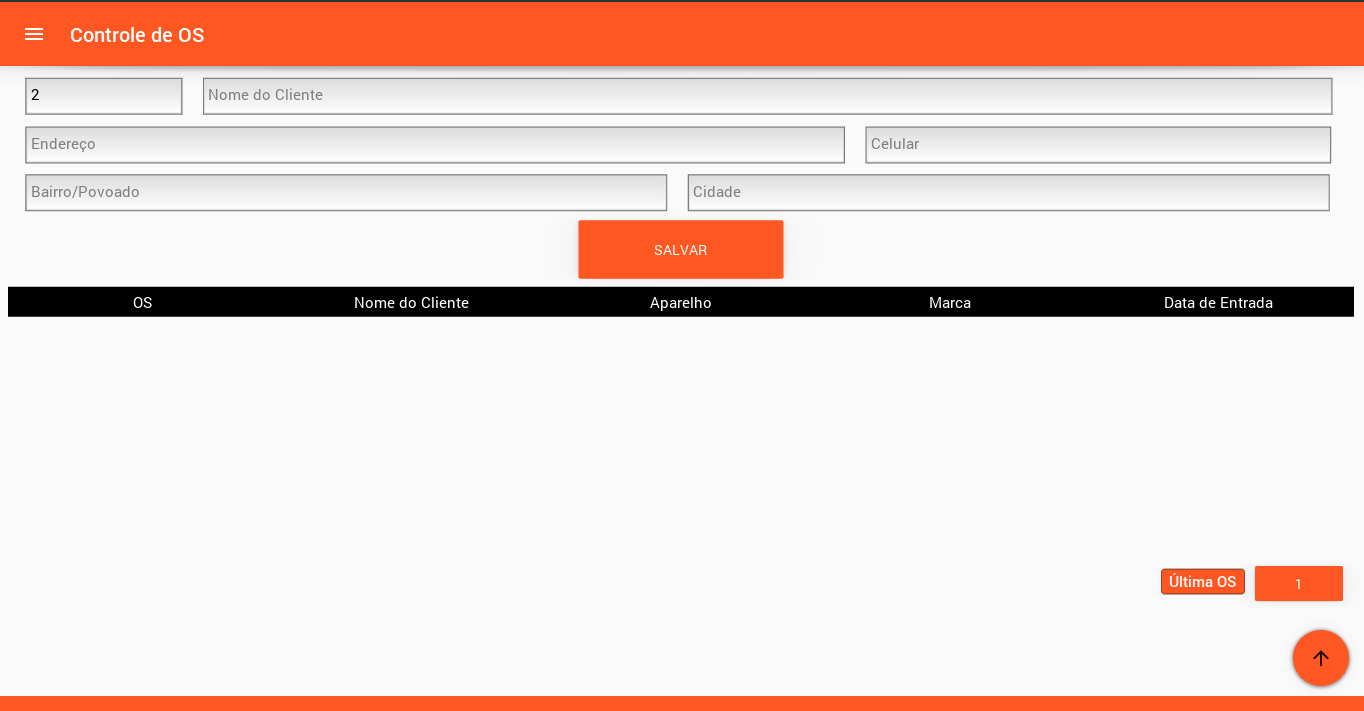 Controle de OS
2 Nome do Cliente
Endereço Celular
Bairro/Povoado Cidade
SALVAR
OS Nome do Cliente Aparelho Marca Data de Entrada
Última OS 1